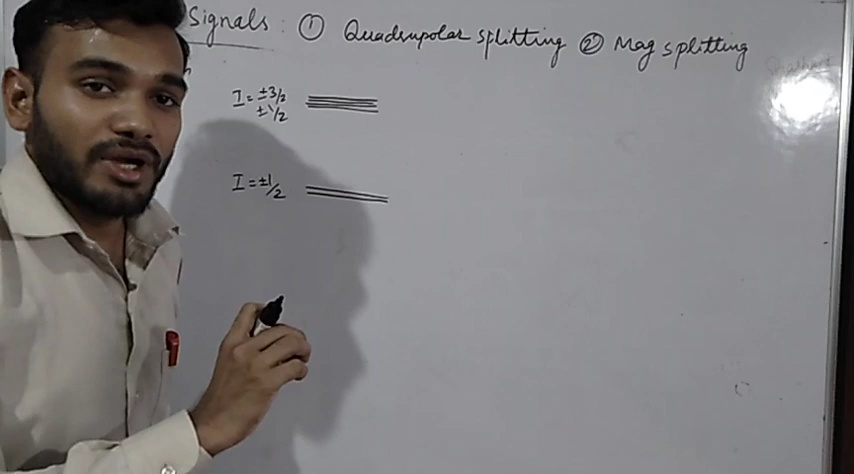 Signals : ① Quadrupolar splitting ② Mag splitting
I = ±3/2
±1/2
I = ±1/2